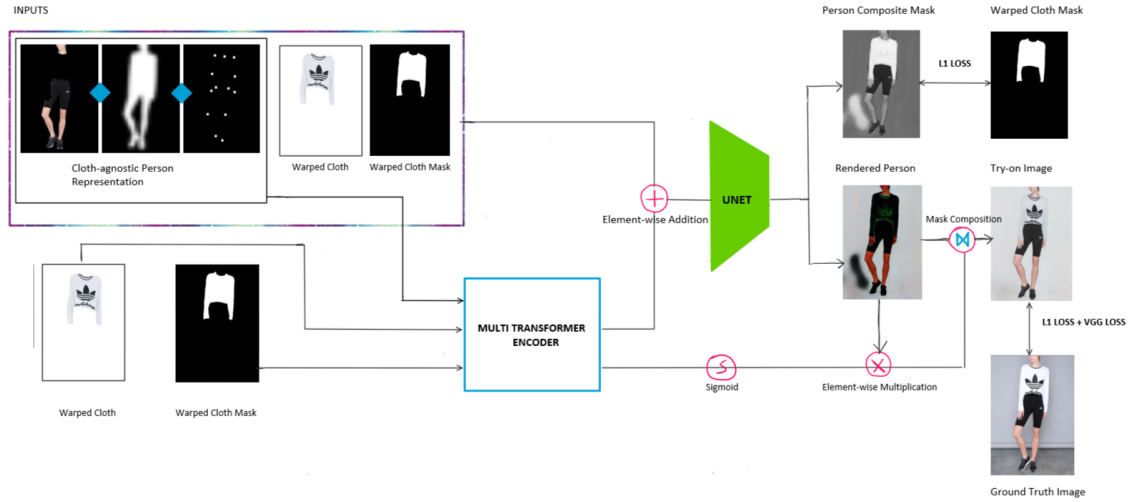 INPUTS
Cloth-agnostic Person
Representation
Warped Cloth
Warped Cloth Mask
Warped Cloth
Warped Cloth Mask
MULTI TRANSFORMER
ENCODER
Element-wise Addition
UNET
Sigmoid
Element-wise Multiplication
Person Composite Mask
Warped Cloth Mask
L1 LOSS
Rendered Person
Try-on Image
Mask Composition
L1 LOSS + VGG LOSS
Ground Truth Image